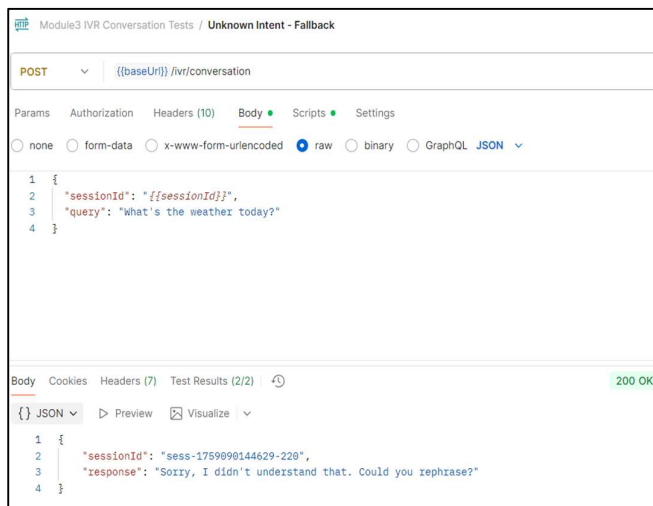 HTTP Module3 IVR Conversation Tests / Unknown Intent - Fallback
POST {{baseUrl}} /ivr/conversation
Params Authorization Headers (10) Body Scripts Settings
none form-data x-www-form-urlencoded raw binary GraphQL JSON
1 {
2 "sessionId": "{{sessionId}}",
3 "query": "What's the weather today?"
4 }
Body Cookies Headers (7) Test Results (2/2) 200 OK
{} JSON Preview Visualize
1 {
2 "sessionId": "sess-1759090144629-220",
3 "response": "Sorry, I didn't understand that. Could you rephrase?"
4 }